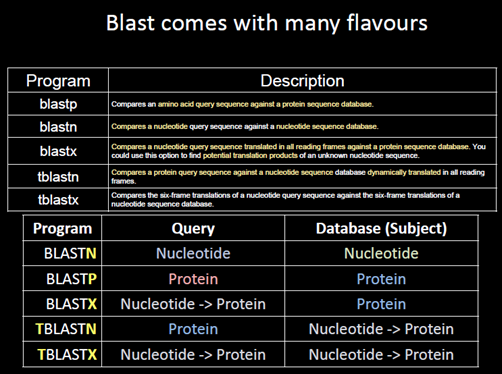 Blast comes with many flavours
Program Description
blastp Compares an amino acid query sequence against a protein sequence database.
blastn Compares a nucleotide query sequence against a nucleotide sequence database.
blastx Compares a nucleotide query sequence translated in all reading frames against a protein sequence database. You
could use this option to find potential translation products of an unknown nucleotide sequence.
tblastn Compares a protein query sequence against a nucleotide sequence database dynamically translated in all reading
frames.
tblastx Compares the six-frame translations of a nucleotide query sequence against the six-frame translations of a
nucleotide sequence database.
Program Query Database (Subject)
BLASTN Nucleotide Nucleotide
BLASTP Protein Protein
BLASTX Nucleotide -> Protein Protein
TBLASTN Protein Nucleotide -> Protein
TBLASTX Nucleotide -> Protein Nucleotide -> Protein